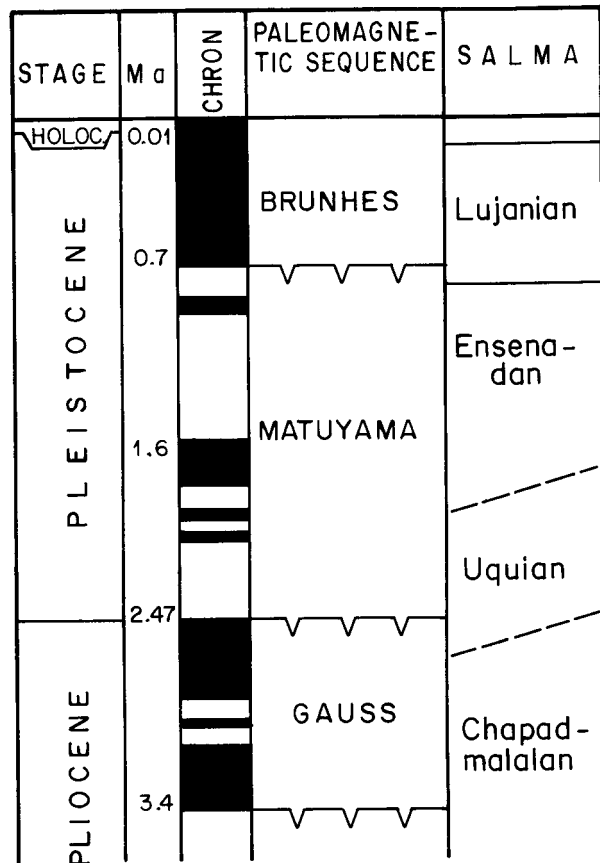 STAGE
Ma
CHRON
PALEOMAGNE-
TIC SEQUENCE
SALMA
HOLOC.
0.01
BRUNHES
Lujanian
0.7
PLEISTOCENE
Ensena-
dan
MATUYAMA
1.6
Uquian
2.47
GAUSS
Chapad-
malalan
PLIOCENE
3.4